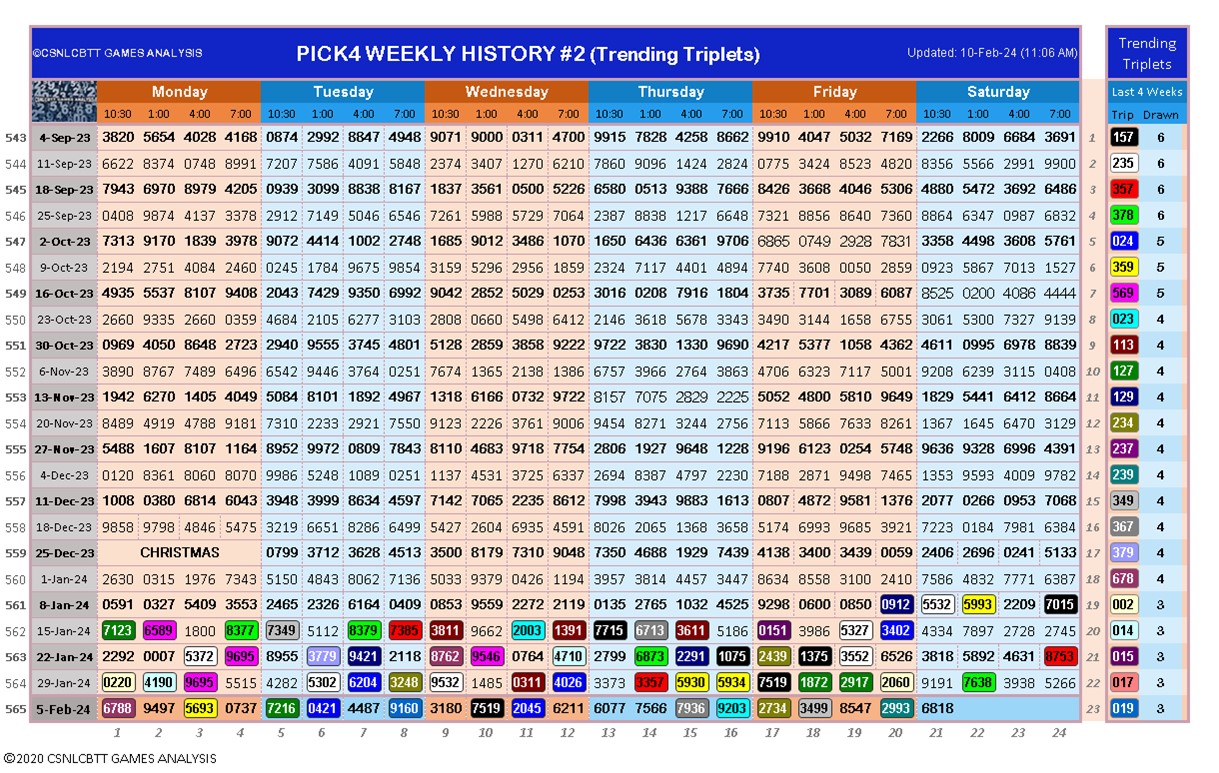 ©CSNLCBTT GAMES ANALYSIS PICK4 WEEKLY HISTORY #2 (Trending Triplets) Updated: 10-Feb-24 (11:06 AM) Trending Triplets
Monday Tuesday Wednesday Thursday Friday Saturday Last 4 Weeks
10:30 1:00 4:00 7:00 10:30 1:00 4:00 7:00 10:30 1:00 4:00 7:00 10:30 1:00 4:00 7:00 10:30 1:00 4:00 7:00 10:30 1:00 4:00 7:00 Trip Drawn
543 4-Sep-23 3820 5654 4028 4168 0874 2992 8847 4948 9071 9000 0311 4700 9915 7828 4258 8662 9910 4047 5032 7169 2266 8009 6684 3691 1 157 6
544 11-Sep-23 6622 8374 0748 8991 7207 7586 4091 5848 2374 3407 1270 6210 7860 9096 1424 2824 0775 3424 8523 4820 8356 5566 2991 9900 2 235 6
545 18-Sep-23 7943 6970 8979 4205 0939 3099 8838 8167 1837 3561 0500 5226 6580 0513 9388 7666 8426 3668 4046 5306 4880 5472 3692 6486 3 357 6
546 25-Sep-23 0408 9874 4137 3378 2912 7149 5046 6546 7261 5988 5729 7064 2387 8838 1217 6648 7321 8856 8640 7360 8864 6347 0987 6832 4 378 6
547 2-Oct-23 7313 9170 1839 3978 9072 4414 1002 2748 1685 9012 3486 1070 1650 6436 6361 9706 6865 0749 2928 7831 3358 4498 3608 5761 5 024 5
548 9-Oct-23 2194 2751 4084 2460 0245 1784 9675 9854 3159 5296 2956 1859 2324 7117 4401 4894 7740 3608 0050 2859 0923 5867 7013 1527 6 359 5
549 16-Oct-23 4935 5537 8107 9408 2043 7429 9350 6992 9042 2852 5029 0253 3016 0208 7916 1804 3735 7701 3089 6087 8525 0200 4086 4444 7 569 5
550 23-Oct-23 2660 9335 2660 0359 4684 2105 6277 3103 2808 0660 5498 6412 2146 3618 5678 3343 3490 3144 1658 6755 3061 5300 7327 9139 8 023 4
551 30-Oct-23 0969 4050 8648 2723 2940 9555 3745 4801 5128 2859 3858 9222 9722 3830 1330 9690 4217 5377 1058 4362 4611 0995 6978 8839 9 113 4
552 6-Nov-23 3890 8767 7489 6496 6542 9446 3764 0251 7674 1365 2138 1386 6757 3966 2764 3863 4706 6323 7117 5001 9208 6239 3115 0408 10 127 4
553 13-Nov-23 1942 6270 1405 4049 5084 8101 1892 4967 1318 6166 0732 9722 8157 7075 2829 2225 5052 4800 5810 9649 1829 5441 6412 8664 11 129 4
554 20-Nov-23 8489 4919 4788 9181 7310 2233 2921 7550 9123 2226 3761 9006 9454 8271 3244 2756 7113 5866 7633 8261 1367 1645 6470 3129 12 234 4
555 27-Nov-23 5488 1607 8107 1164 8952 9972 0809 7843 8110 4683 9718 7754 2806 1927 9648 1228 9196 6123 0254 5748 9636 9328 6996 4391 13 237 4
556 4-Dec-23 0120 8361 8060 8070 9986 5248 1089 0251 1137 4531 3725 6337 2694 8387 4797 2230 7188 2871 9498 7465 1353 9593 4009 9782 14 239 4
557 11-Dec-23 1008 0380 6814 6043 3948 3999 8634 4597 7142 7065 2235 8612 7998 3943 9883 1613 0807 4872 9581 1376 2077 0266 0953 7068 15 349 4
558 18-Dec-23 9858 9798 4846 5475 3219 6651 8286 6499 5427 2604 6935 4591 8026 2065 1368 3658 5174 6993 9685 3921 7223 0184 7981 6384 16 367 4
559 25-Dec-23 CHRISTMAS 0799 3712 3628 4513 3500 8179 7310 9048 7350 4688 1929 7439 4138 3400 3439 0059 2406 2696 0241 5133 17 379 4
560 1-Jan-24 2630 0315 1976 7343 5150 4843 8062 7136 5033 9379 0426 1194 3957 3814 4457 3447 8634 8558 3100 2410 7586 4832 7771 6387 18 678 4
561 8-Jan-24 0591 0327 5409 3553 2465 2326 6164 0409 0853 9559 2272 2119 0135 2765 1032 4525 9298 0600 0850 0912 5532 5993 2209 7015 19 002 3
562 15-Jan-24 7123 6589 1800 8377 7349 5112 8379 7385 3811 9662 2003 1391 7715 6713 3611 5186 0151 3986 5327 3402 4334 7897 2728 2745 20 014 3
563 22-Jan-24 2292 0007 5372 9695 8955 3779 9421 2118 8762 9546 0764 4710 2799 6873 2291 1075 2439 1375 3552 6526 3818 5892 4631 8753 21 015 3
564 29-Jan-24 0220 4190 9695 5515 4282 5302 6204 3248 9532 1485 0311 4026 3373 3357 5930 5934 7519 1872 2917 2060 9191 7638 3938 5266 22 017 3
565 5-Feb-24 6788 9497 5693 0737 7216 0421 4487 9160 3180 7519 2045 6211 6077 7566 7936 9203 2734 3499 8547 2993 6818 23 019 3
1 2 3 4 5 6 7 8 9 10 11 12 13 14 15 16 17 18 19 20 21 22 23 24
©2020 CSNLCBTT GAMES ANALYSIS